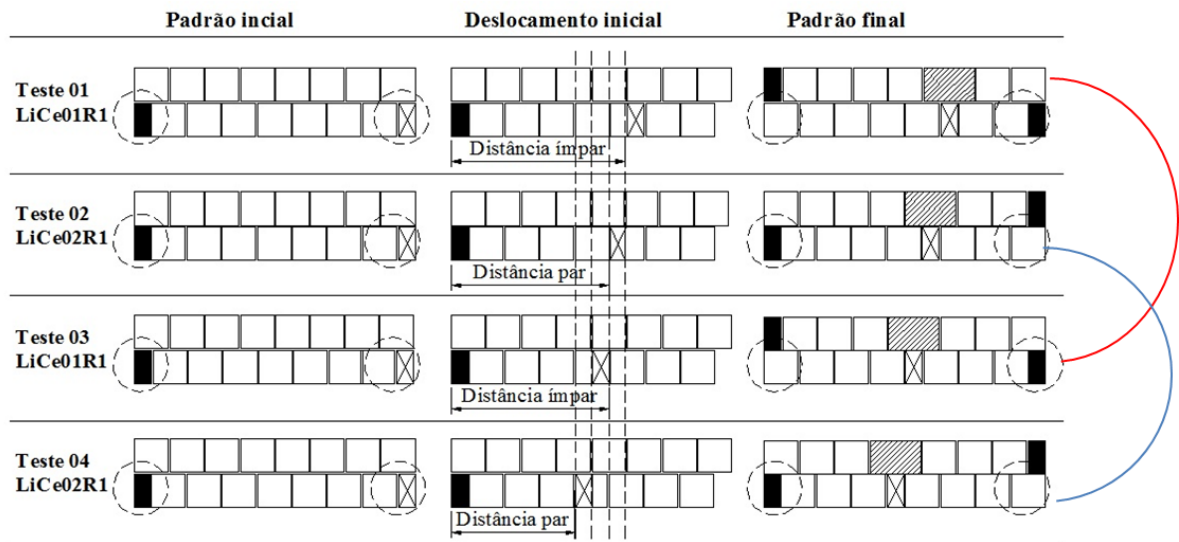 Padrão incial Deslocamento inicial Padrão final
Teste 01
LiCe01R1
Distância ímpar
Teste 02
LiCe02R1
Distância par
Teste 03
LiCe01R1
Distância ímpar
Teste 04
LiCe02R1
Distância par